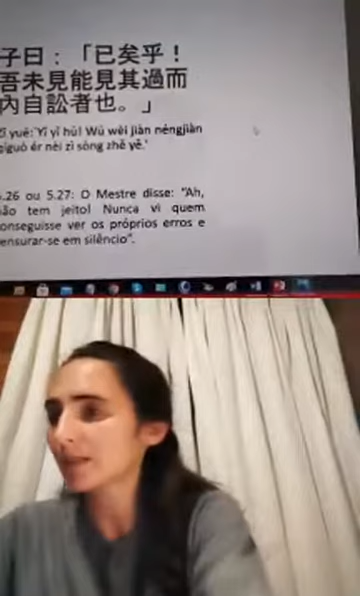 子曰：「已矣乎！
吾未見能見其過而
內自訟者也。」
yuē:'Yǐ yǐ hū! Wú wèi jiàn néngjiàn
qíguò ér nèi zì sòng zhě yě.'
5.26 ou 5.27: O Mestre disse: "Ah,
não tem jeito! Nunca vi quem
conseguisse ver os próprios erros e
censurar-se em silêncio".